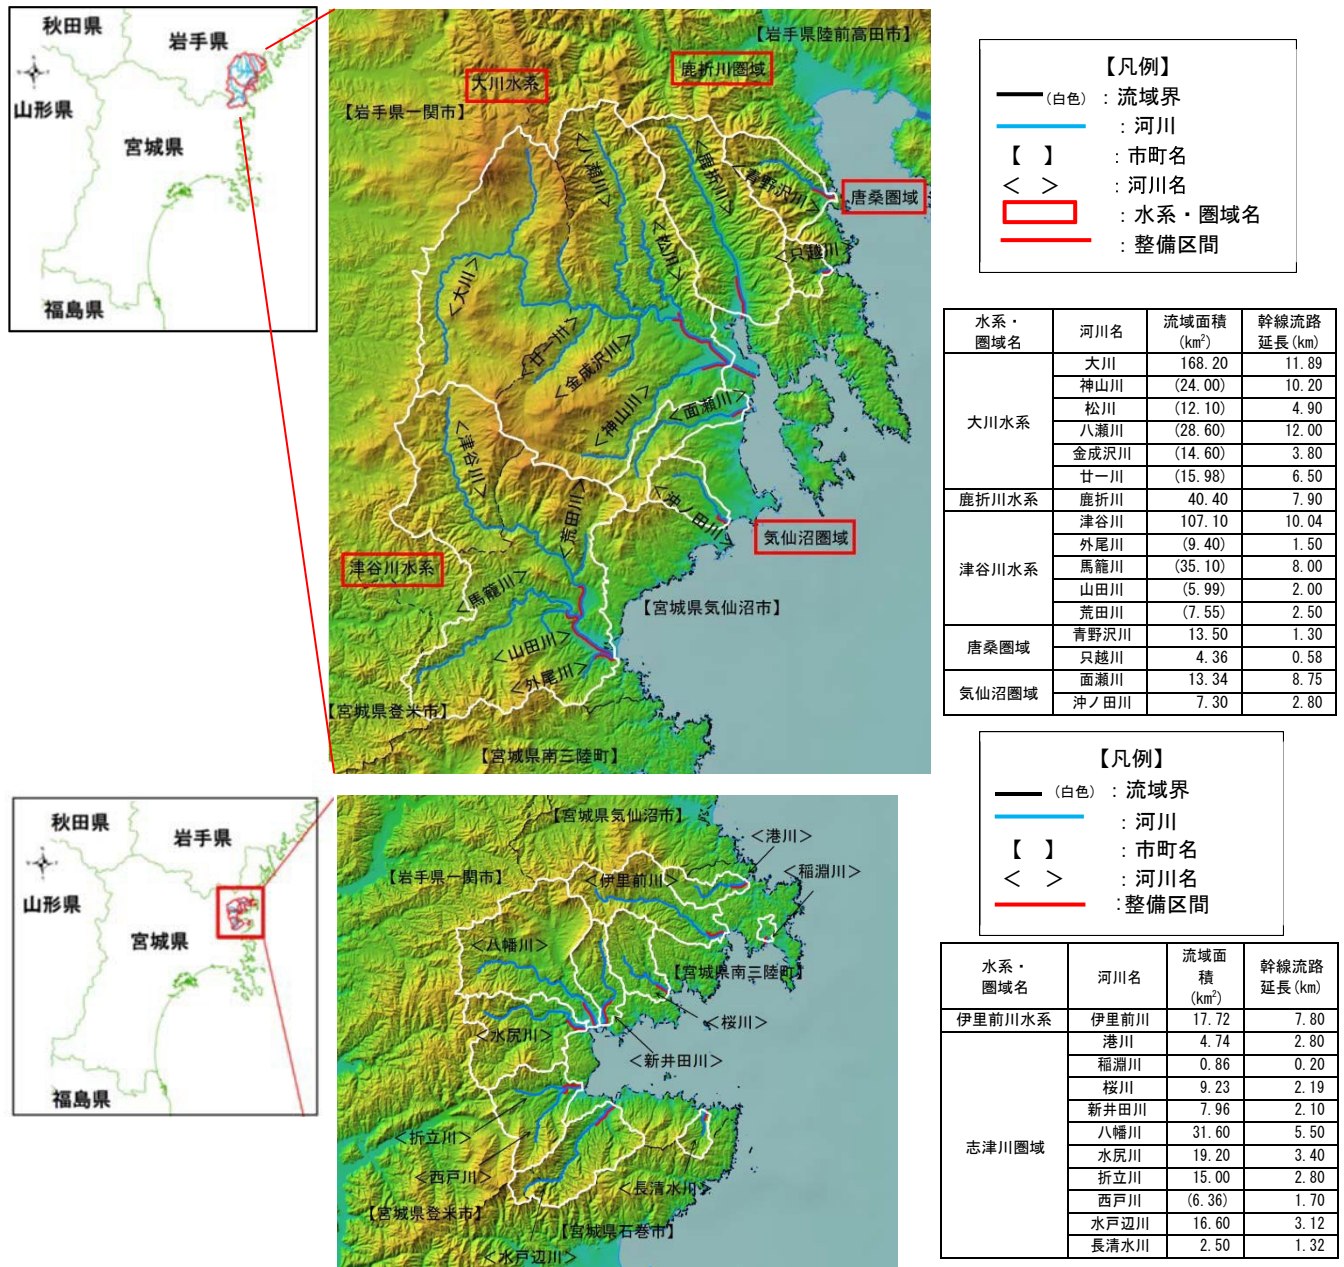 秋田県
岩手県
山形県
宮城県
福島県
【岩手県陸前高田市】
鹿折川圏域
大川水系
【岩手県一関市】
＜八瀬川＞
＜鹿折川＞
＜青野沢川＞
唐桑圏域
＜松川＞
＜只越川＞
＜大川＞
＜廿一川＞
＜金成沢川＞
＜神山川＞
＜面瀬川＞
＜津谷川＞
＜荒田川＞
＜沖ノ田川＞
気仙沼圏域
津谷川水系
＜馬籠川＞
【宮城県気仙沼市】
＜山田川＞
＜外尾川＞
【宮城県登米市】
【宮城県南三陸町】
【凡例】
(白色)：流域界
：河川
【 】：市町名
＜ ＞：河川名
：水系・圏域名
：整備区間
水系・圏域名 河川名 流域面積(km²) 幹線流路延長(km)
大川水系 大川 168.20 11.89
神山川 (24.00) 10.20
松川 (12.10) 4.90
八瀬川 (28.60) 12.00
金成沢川 (14.60) 3.80
廿一川 (15.98) 6.50
鹿折川水系 鹿折川 40.40 7.90
津谷川水系 津谷川 107.10 10.04
外尾川 (9.40) 1.50
馬籠川 (35.10) 8.00
山田川 (5.99) 2.00
荒田川 (7.55) 2.50
唐桑圏域 青野沢川 13.50 1.30
只越川 4.36 0.58
気仙沼圏域 面瀬川 13.34 8.75
沖ノ田川 7.30 2.80
秋田県
岩手県
山形県
宮城県
福島県
【宮城県気仙沼市】
＜港川＞
【岩手県一関市】
＜伊里前川＞
＜稲淵川＞
＜八幡川＞
【宮城県南三陸町】
＜桜川＞
＜水尻川＞
＜新井田川＞
＜折立川＞
＜西戸川＞
＜長清水川＞
【宮城県登米市】
【宮城県石巻市】
＜水戸辺川＞
【凡例】
(白色)：流域界
：河川
【 】：市町名
＜ ＞：河川名
：整備区間
水系・圏域名 河川名 流域面積(km²) 幹線流路延長(km)
伊里前川水系 伊里前川 17.72 7.80
志津川圏域 港川 4.74 2.80
稲淵川 0.86 0.20
桜川 9.23 2.19
新井田川 7.96 2.10
八幡川 31.60 5.50
水尻川 19.20 3.40
折立川 15.00 2.80
西戸川 (6.36) 1.70
水戸辺川 16.60 3.12
長清水川 2.50 1.32